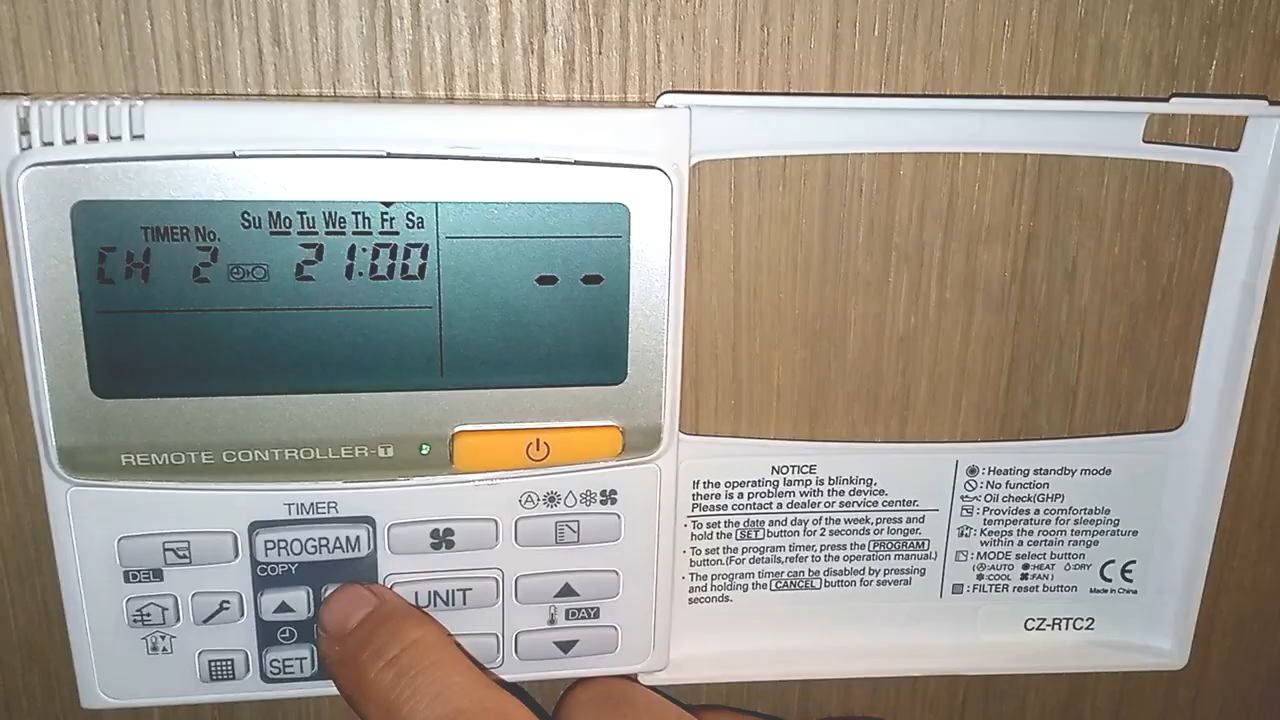 Su Mo Tu We Th Fr Sa
TIMER No.
CH 2 21:00
--
REMOTE CONTROLLER-T
TIMER
PROGRAM
COPY
DEL
UNIT
DAY
SET
NOTICE
If the operating lamp is blinking,
there is a problem with the device.
Please contact a dealer or service center.
· To set the date and day of the week, press and
hold the SET button for 2 seconds or longer.
· To set the program timer, press the PROGRAM
button.(For details,refer to the operation manual.)
· The program timer can be disabled by pressing
and holding the CANCEL button for several
seconds.
: Heating standby mode
: No function
: Oil check(GHP)
: Provides a comfortable
temperature for sleeping
: Keeps the room temperature
within a certain range
: MODE select button
(Ⓐ:AUTO :HEAT :DRY
:COOL :FAN)
: FILTER reset button
CE
Made in China
CZ-RTC2